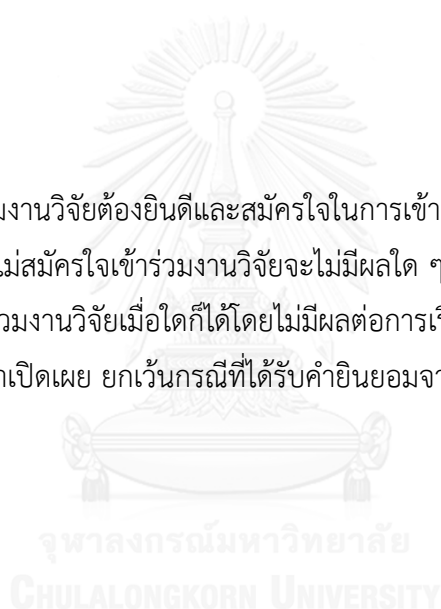 มงานวิจัยต้องยินดีและสมัครใจในการเข้า
ม่สมัครใจเข้าร่วมงานวิจัยจะไม่มีผลใด ๆ
วมงานวิจัยเมื่อใดก็ได้โดยไม่มีผลต่อการเรี
าเปิดเผย ยกเว้นกรณีที่ได้รับคำยินยอมจา
จุฬาลงกรณ์มหาวิทยาลัย
CHULALONGKORN UNIVERSITY